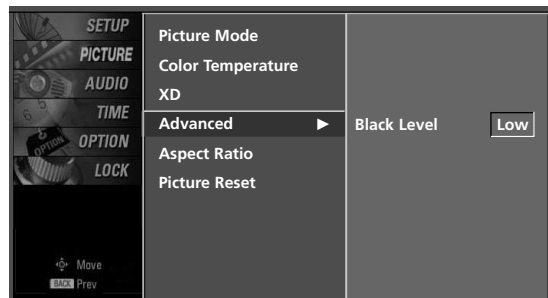 SETUP
PICTURE
AUDIO
TIME
OPTION
LOCK
Move
BACK Prev
Picture Mode
Color Temperature
XD
Advanced ►
Aspect Ratio
Picture Reset
Black Level Low